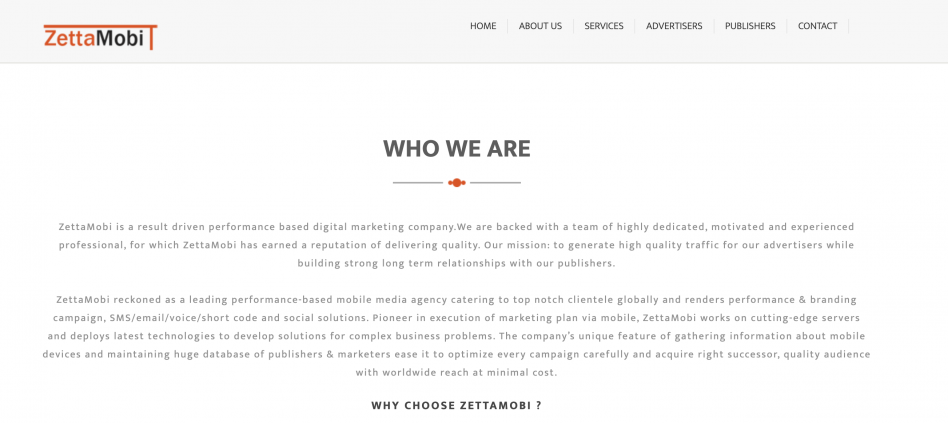 ZettaMobi
HOME ABOUT US SERVICES ADVERTISERS PUBLISHERS CONTACT
WHO WE ARE
ZettaMobi is a result driven performance based digital marketing company.We are backed with a team of highly dedicated, motivated and experienced
professional, for which ZettaMobi has earned a reputation of delivering quality. Our mission: to generate high quality traffic for our advertisers while
building strong long term relationships with our publishers.
ZettaMobi reckoned as a leading performance-based mobile media agency catering to top notch clientele globally and renders performance & branding
campaign, SMS/email/voice/short code and social solutions. Pioneer in execution of marketing plan via mobile, ZettaMobi works on cutting-edge servers
and deploys latest technologies to develop solutions for complex business problems. The company's unique feature of gathering information about mobile
devices and maintaining huge database of publishers & marketers ease it to optimize every campaign carefully and acquire right successor, quality audience
with worldwide reach at minimal cost.
WHY CHOOSE ZETTAMOBI ?